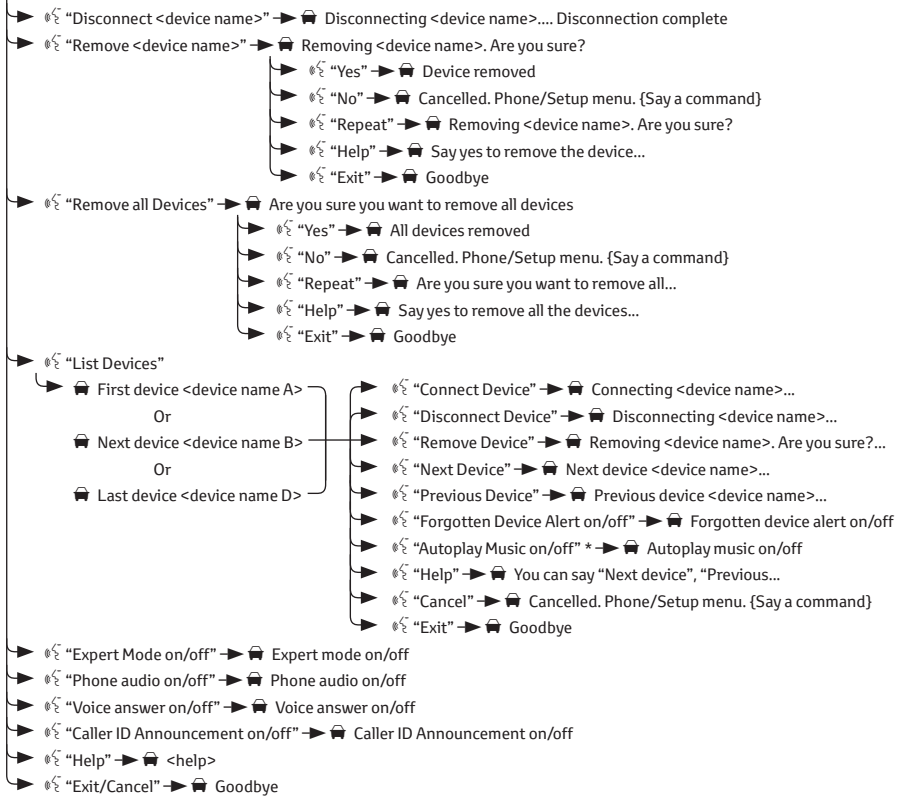 “Disconnect <device name>” Disconnecting <device name>.... Disconnection complete
“Remove <device name>” Removing <device name>. Are you sure?
“Yes” Device removed
“No” Cancelled. Phone/Setup menu. {Say a command}
“Repeat” Removing <device name>. Are you sure?
“Help” Say yes to remove the device...
“Exit” Goodbye
“Remove all Devices” Are you sure you want to remove all devices
“Yes” All devices removed
“No” Cancelled. Phone/Setup menu. {Say a command}
“Repeat” Are you sure you want to remove all...
“Help” Say yes to remove all the devices...
“Exit” Goodbye
“List Devices”
First device <device name A>
Or
Next device <device name B>
Or
Last device <device name D>
“Connect Device” Connecting <device name>...
“Disconnect Device” Disconnecting <device name>...
“Remove Device” Removing <device name>. Are you sure?...
“Next Device” Next device <device name>...
“Previous Device” Previous device <device name>...
“Forgotten Device Alert on/off” Forgotten device alert on/off
“Autoplay Music on/off” * Autoplay music on/off
“Help” You can say “Next device”, “Previous...
“Cancel” Cancelled. Phone/Setup menu. {Say a command}
“Exit” Goodbye
“Expert Mode on/off” Expert mode on/off
“Phone audio on/off” Phone audio on/off
“Voice answer on/off” Voice answer on/off
“Caller ID Announcement on/off” Caller ID Announcement on/off
“Help” <help>
“Exit/Cancel” Goodbye